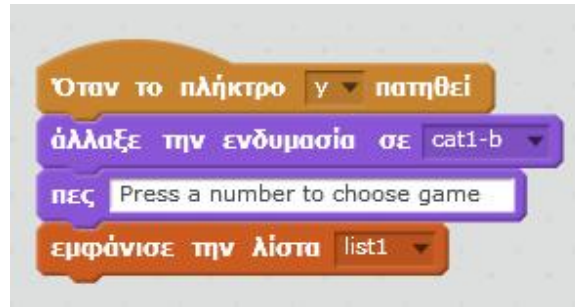 Όταν το πλήκτρο y πατηθεί
άλλαξε την ενδυμασία σε cat1-b
πες Press a number to choose game
εμφάνισε την λίστα list1